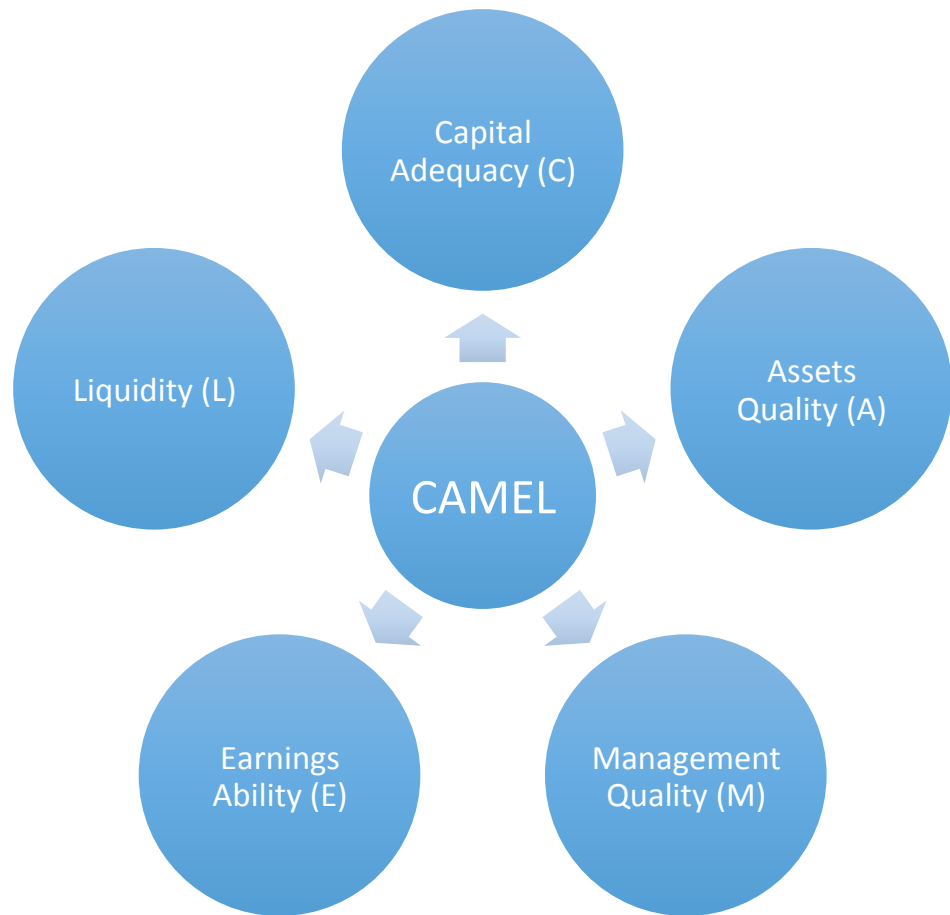 Capital
Adequacy (C)
Liquidity (L)
Assets
Quality (A)
CAMEL
Earnings
Ability (E)
Management
Quality (M)